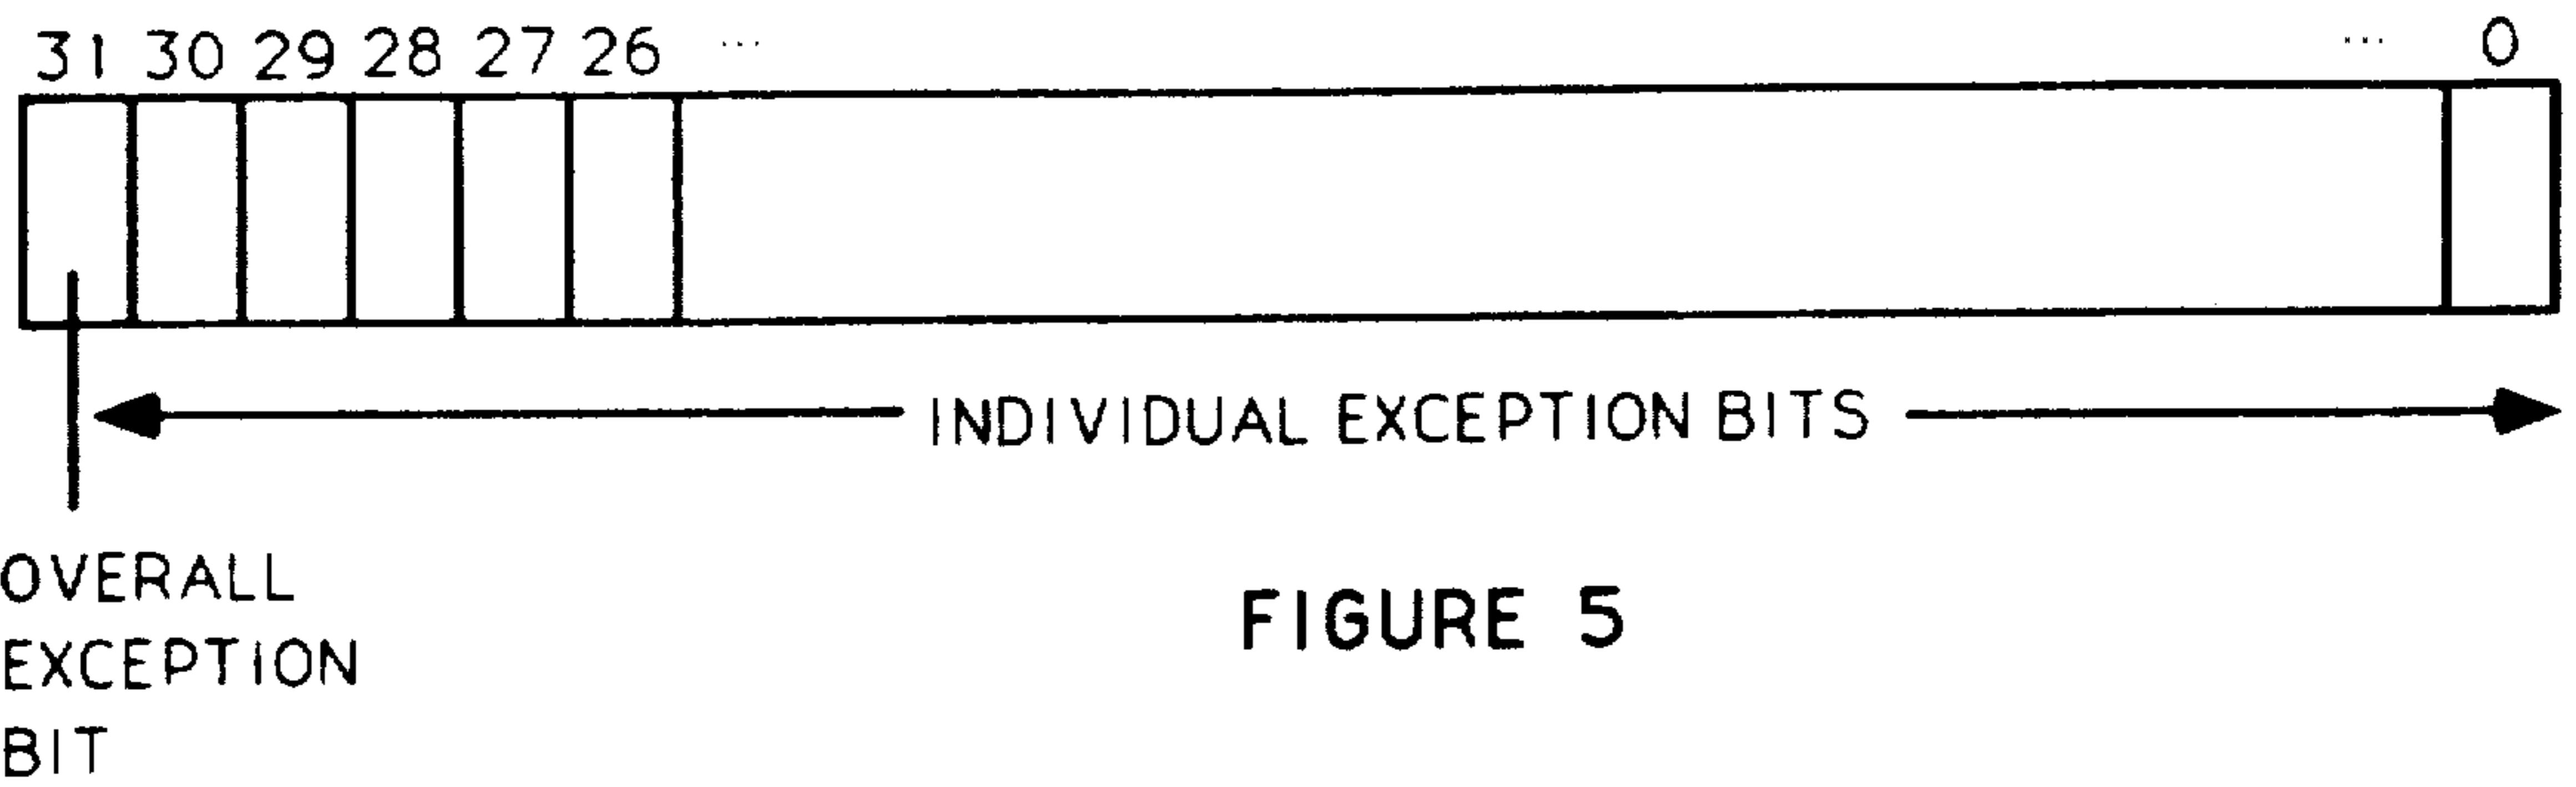 31 30 29 28 27 26 ... ... 0
INDIVIDUAL EXCEPTION BITS
OVERALL
EXCEPTION
BIT
FIGURE 5